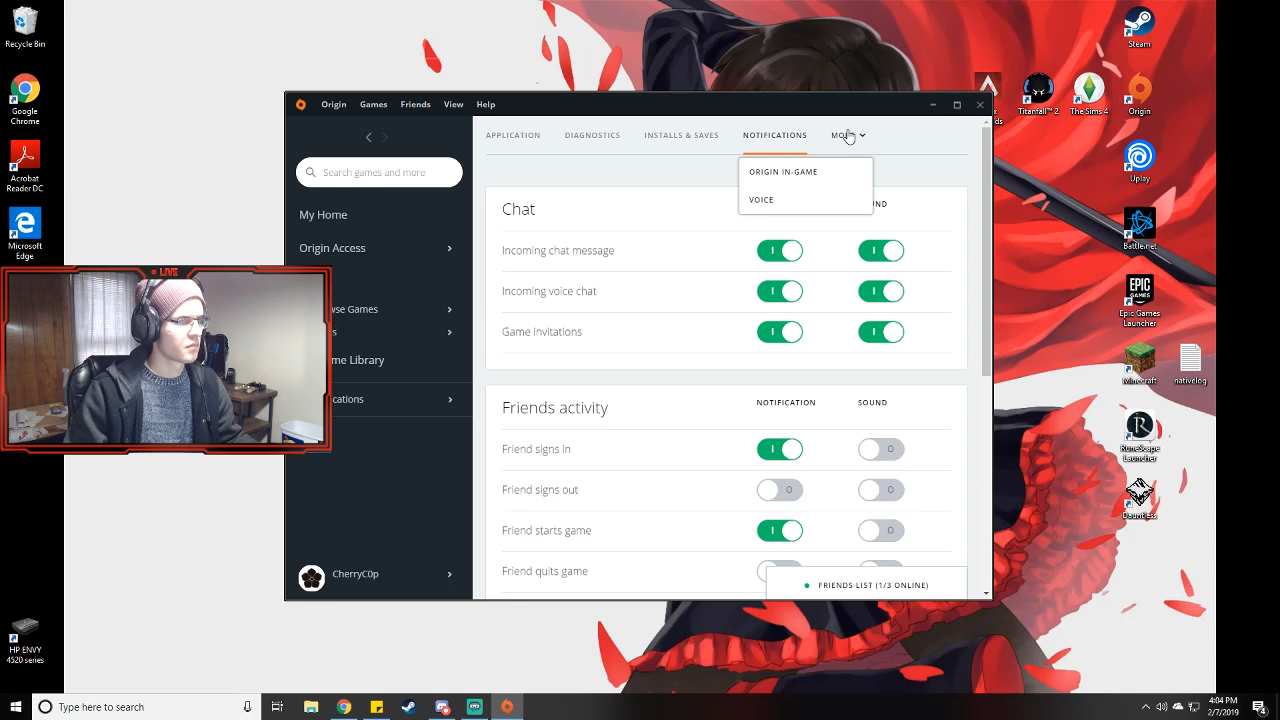 Recycle Bin
Google Chrome
Acrobat Reader DC
Microsoft Edge
HP ENVY 4520 series
LIVE
Origin Games Friends View Help
Search games and more
My Home
Origin Access
Games
Library
CherryC0p
APPLICATION DIAGNOSTICS INSTALLS & SAVES NOTIFICATIONS
ORIGIN IN-GAME
VOICE
Chat
Incoming chat message
Incoming voice chat
Game invitations
Friends activity NOTIFICATION SOUND
Friend signs in
Friend signs out
Friend starts game
Friend quits game
FRIENDS LIST (1/3 ONLINE)
Steam
Titanfall™ 2
The Sims 4
Origin
Uplay
Battle.net
EPIC GAMES
Epic Games Launcher
Minecraft
nativelog
RuneScape Launcher
Dauntless
Type here to search
4:04 PM
2/7/2019
4